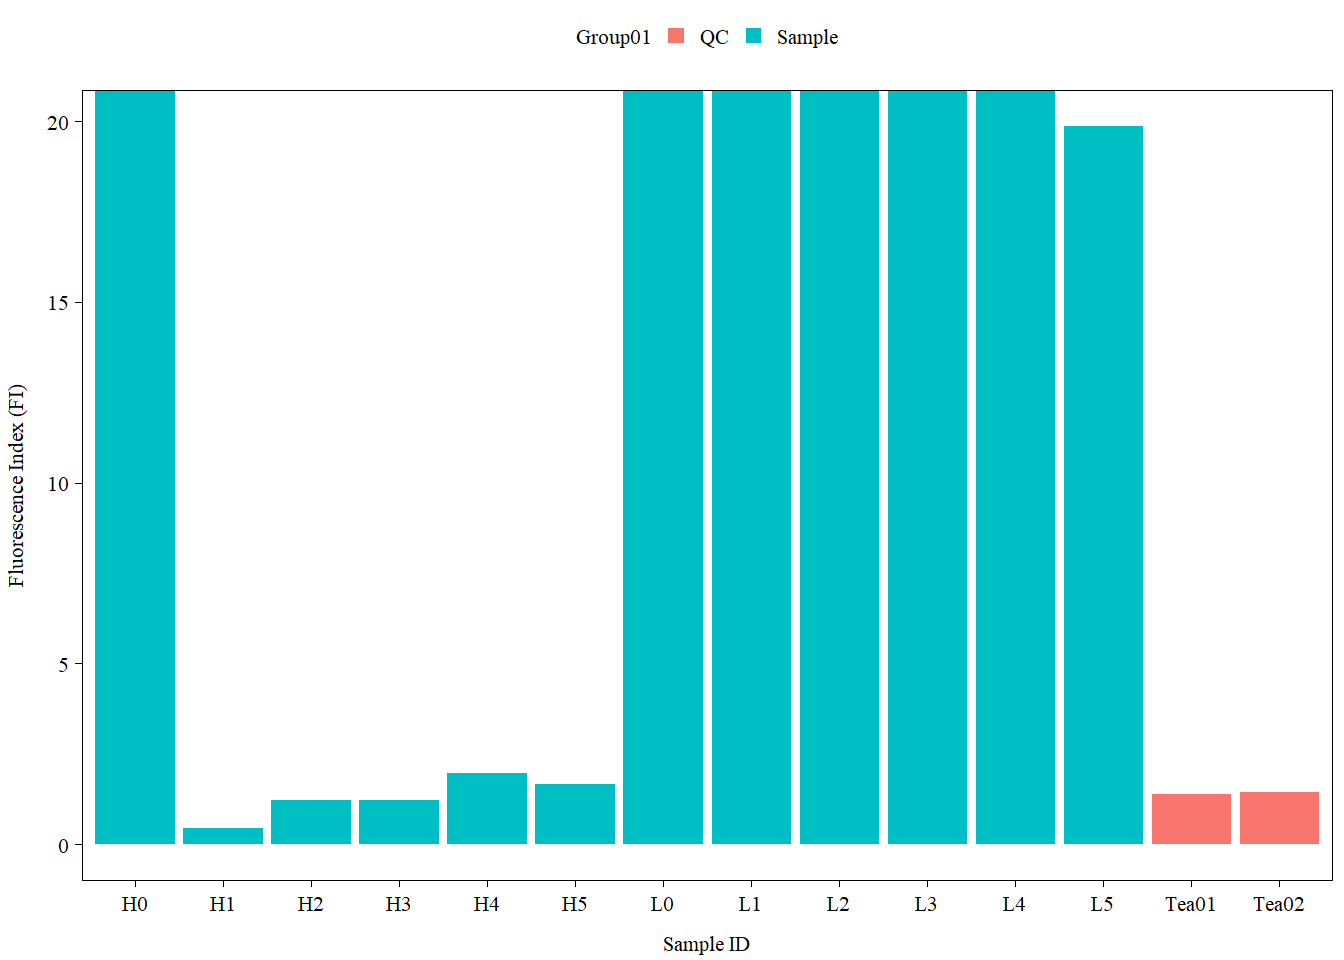 Group01 QC Sample
20
15
10
5
0
Fluorescence Index (FI)
H0 H1 H2 H3 H4 H5 L0 L1 L2 L3 L4 L5 Tea01 Tea02
Sample ID